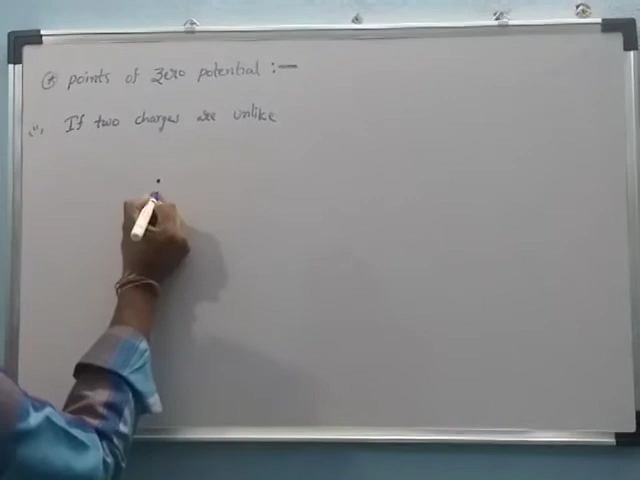 * points of Zero potential :-
(i) If two charges are unlike